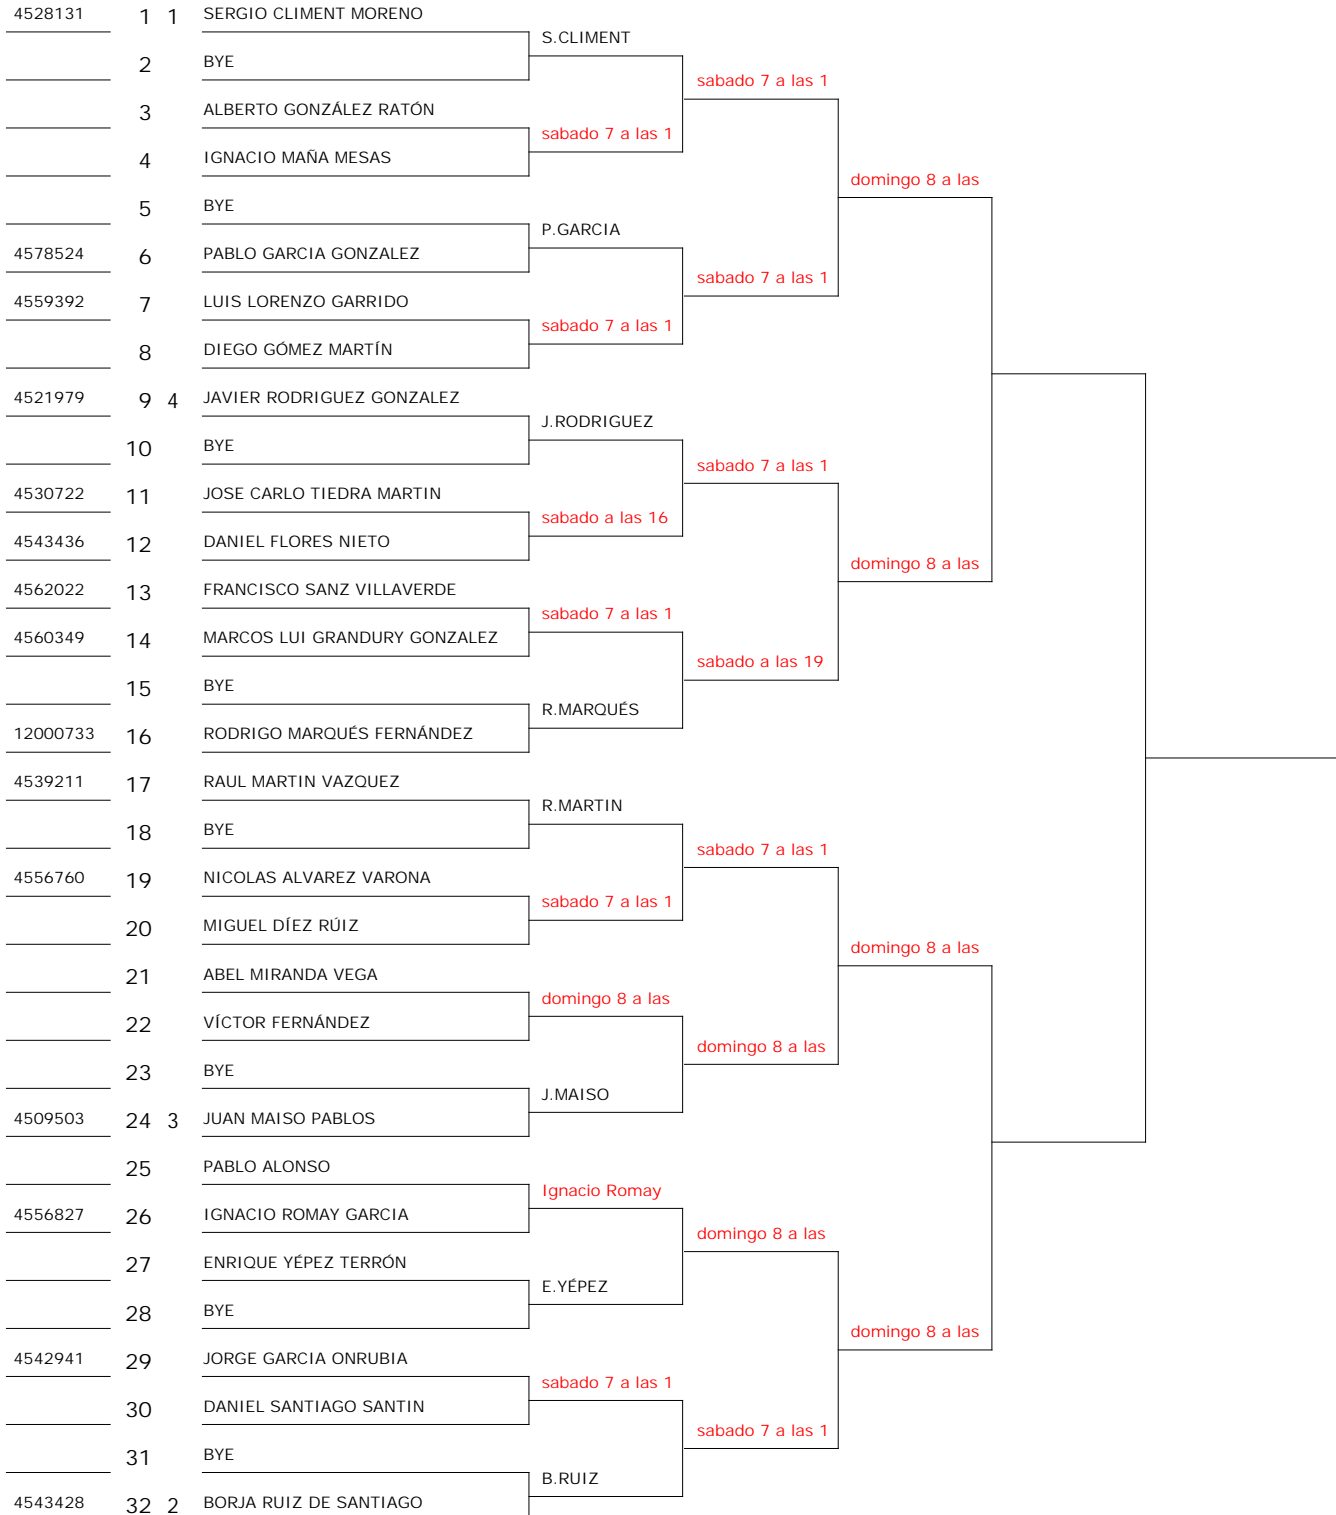 4528131 1 1 SERGIO CLIMENT MORENO
S.CLIMENT
2 BYE
sabado 7 a las 1
3 ALBERTO GONZÁLEZ RATÓN
sabado 7 a las 1
4 IGNACIO MAÑA MESAS
domingo 8 a las
5 BYE
P.GARCIA
4578524 6 PABLO GARCIA GONZALEZ
sabado 7 a las 1
4559392 7 LUIS LORENZO GARRIDO
sabado 7 a las 1
8 DIEGO GÓMEZ MARTÍN
4521979 9 4 JAVIER RODRIGUEZ GONZALEZ
J.RODRIGUEZ
10 BYE
sabado 7 a las 1
4530722 11 JOSE CARLO TIEDRA MARTIN
sabado a las 16
4543436 12 DANIEL FLORES NIETO
domingo 8 a las
4562022 13 FRANCISCO SANZ VILLAVERDE
sabado 7 a las 1
4560349 14 MARCOS LUI GRANDURY GONZALEZ
sabado a las 19
15 BYE
R.MARQUÉS
12000733 16 RODRIGO MARQUÉS FERNÁNDEZ
4539211 17 RAUL MARTIN VAZQUEZ
R.MARTIN
18 BYE
sabado 7 a las 1
4556760 19 NICOLAS ALVAREZ VARONA
sabado 7 a las 1
20 MIGUEL DÍEZ RÚIZ
domingo 8 a las
21 ABEL MIRANDA VEGA
domingo 8 a las
22 VÍCTOR FERNÁNDEZ
domingo 8 a las
23 BYE
J.MAISO
4509503 24 3 JUAN MAISO PABLOS
25 PABLO ALONSO
Ignacio Romay
4556827 26 IGNACIO ROMAY GARCIA
domingo 8 a las
27 ENRIQUE YÉPEZ TERRÓN
E.YÉPEZ
28 BYE
domingo 8 a las
4542941 29 JORGE GARCIA ONRUBIA
sabado 7 a las 1
30 DANIEL SANTIAGO SANTIN
sabado 7 a las 1
31 BYE
B.RUIZ
4543428 32 2 BORJA RUIZ DE SANTIAGO